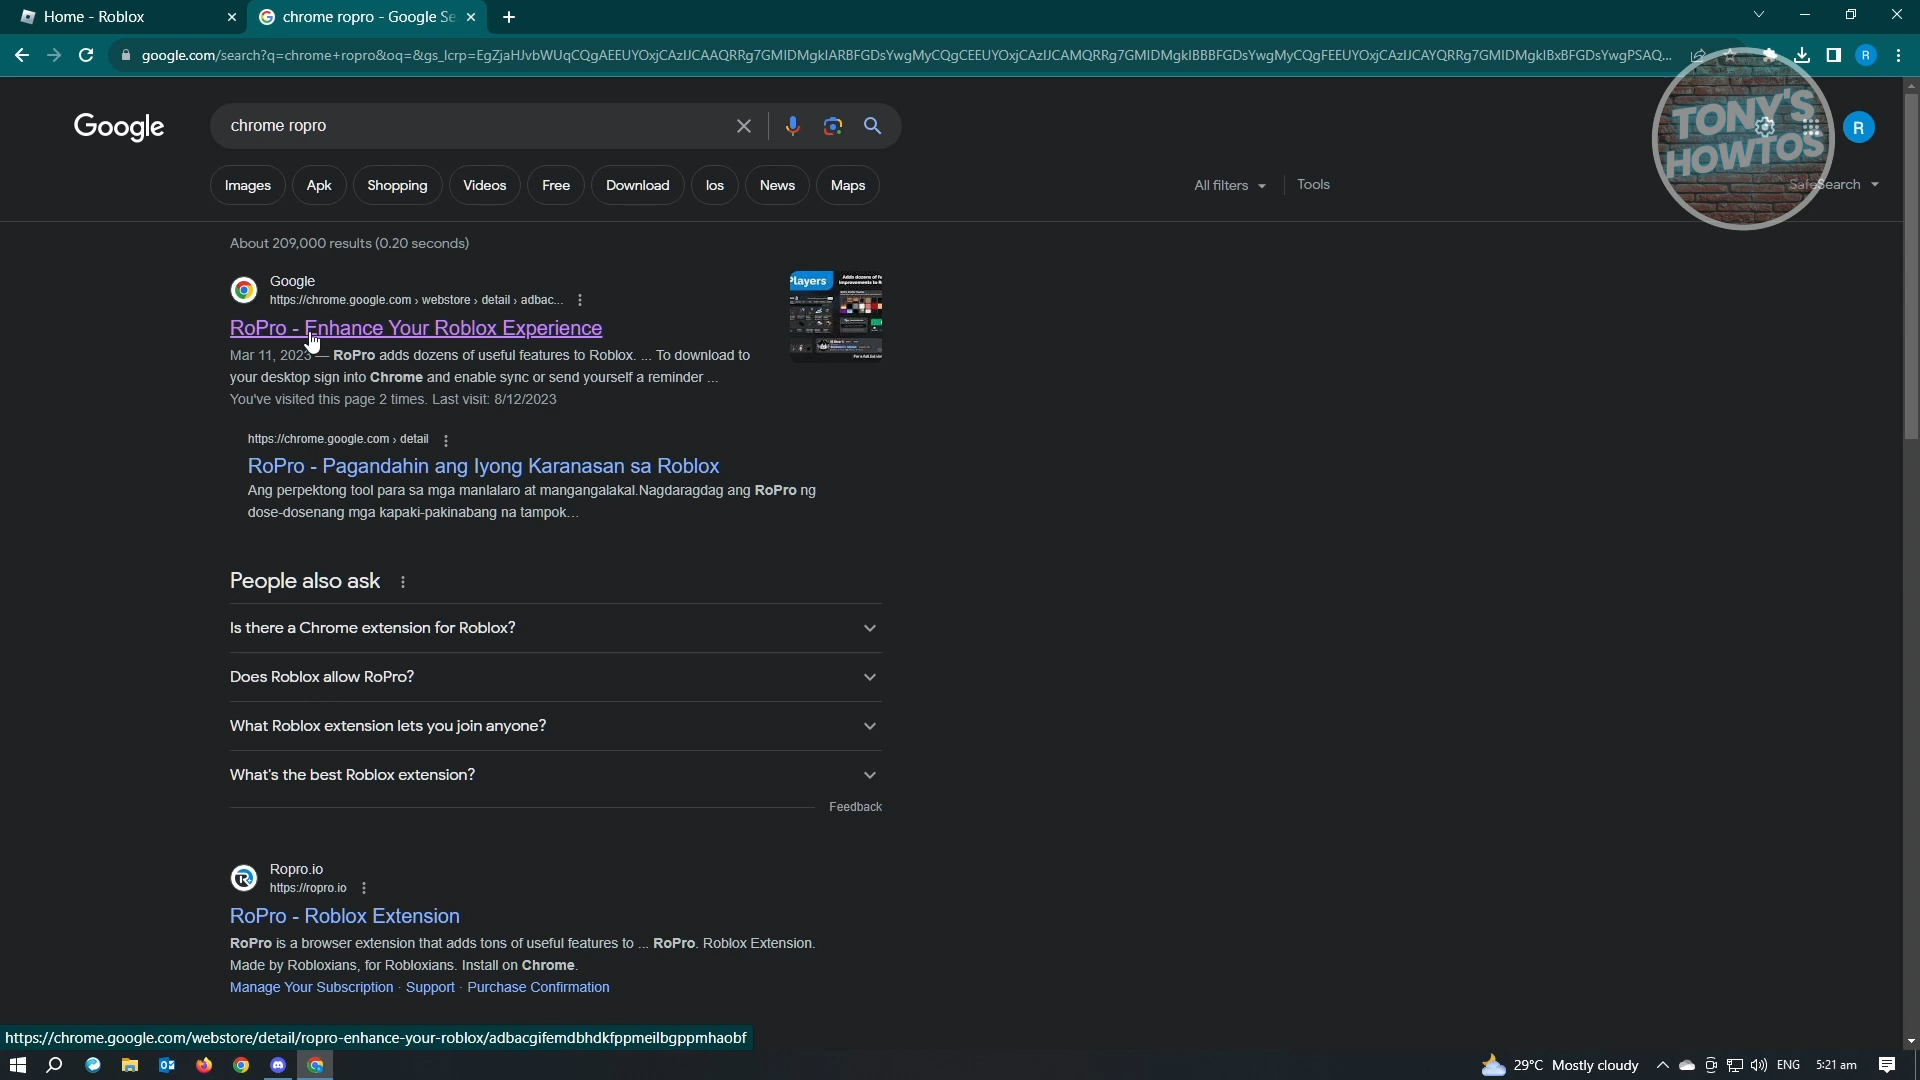 Home - Roblox
chrome ropro - Google Se
google.com/search?q=chrome+ropro&oq=&gs_lcrp=EgZjaHJvbWUqCQgAEEUYOxjCAzIJCAAQRRg7GMIDMgkIARBFGDsYwgMyCQgCEEUYOxjCAzIJCAMQRRg7GMIDMgkIBBBFGDsYwgMyCQgFEEUYOxjCAzIJCAYQRRg7GMIDMgkIBxBFGDsYwgPSAQ...
R
Google
chrome ropro
TONY'S
HOWTOS
R
Images
Apk
Shopping
Videos
Free
Download
Ios
News
Maps
All filters
Tools
SafeSearch
About 209,000 results (0.20 seconds)
Google
https://chrome.google.com › webstore › detail › adbac...
RoPro - Enhance Your Roblox Experience
Mar 11, 2023 — RoPro adds dozens of useful features to Roblox. ... To download to
your desktop sign into Chrome and enable sync or send yourself a reminder ...
You've visited this page 2 times. Last visit: 8/12/2023
https://chrome.google.com › detail
RoPro - Pagandahin ang Iyong Karanasan sa Roblox
Ang perpektong tool para sa mga manlalaro at mangangalakal.Nagdaragdag ang RoPro ng
dose-dosenang mga kapaki-pakinabang na tampok...
People also ask
Is there a Chrome extension for Roblox?
Does Roblox allow RoPro?
What Roblox extension lets you join anyone?
What's the best Roblox extension?
Feedback
Ropro.io
https://ropro.io
RoPro - Roblox Extension
RoPro is a browser extension that adds tons of useful features to ... RoPro. Roblox Extension.
Made by Robloxians, for Robloxians. Install on Chrome.
Manage Your Subscription · Support · Purchase Confirmation
https://chrome.google.com/webstore/detail/ropro-enhance-your-roblox/adbacgifemdbhdkfppmeilbgppmhaobf
29°C Mostly cloudy
ENG
5:21 am